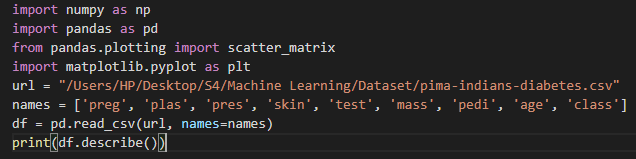 import numpy as np
import pandas as pd
from pandas.plotting import scatter_matrix
import matplotlib.pyplot as plt
url = "/Users/HP/Desktop/S4/Machine Learning/Dataset/pima-indians-diabetes.csv"
names = ['preg', 'plas', 'pres', 'skin', 'test', 'mass', 'pedi', 'age', 'class']
df = pd.read_csv(url, names=names)
print(df.describe())